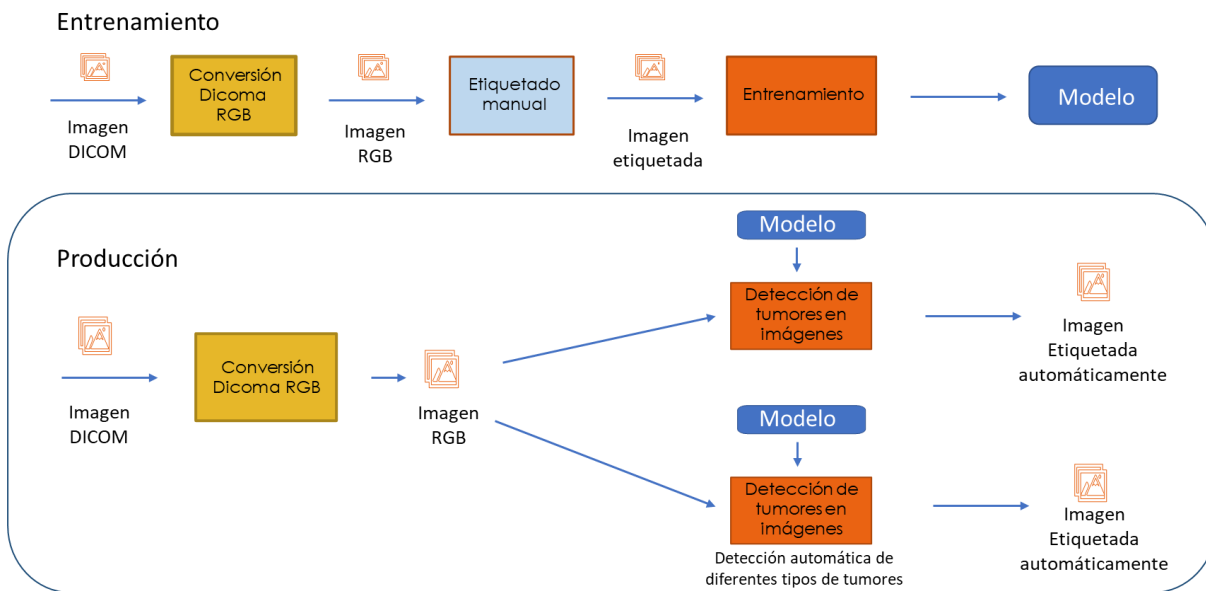 Entrenamiento
Conversión
Dicoma
RGB
Etiquetado
manual
Entrenamiento
Modelo
Imagen
DICOM
Imagen
RGB
Imagen
etiquetada
Producción
Modelo
Detección de
tumores en
imágenes
Conversión
Dicoma RGB
Imagen
DICOM
Imagen
RGB
Imagen
Etiquetada
automáticamente
Modelo
Detección de
tumores en
imágenes
Detección automática de
diferentes tipos de tumores
Imagen
Etiquetada
automáticamente